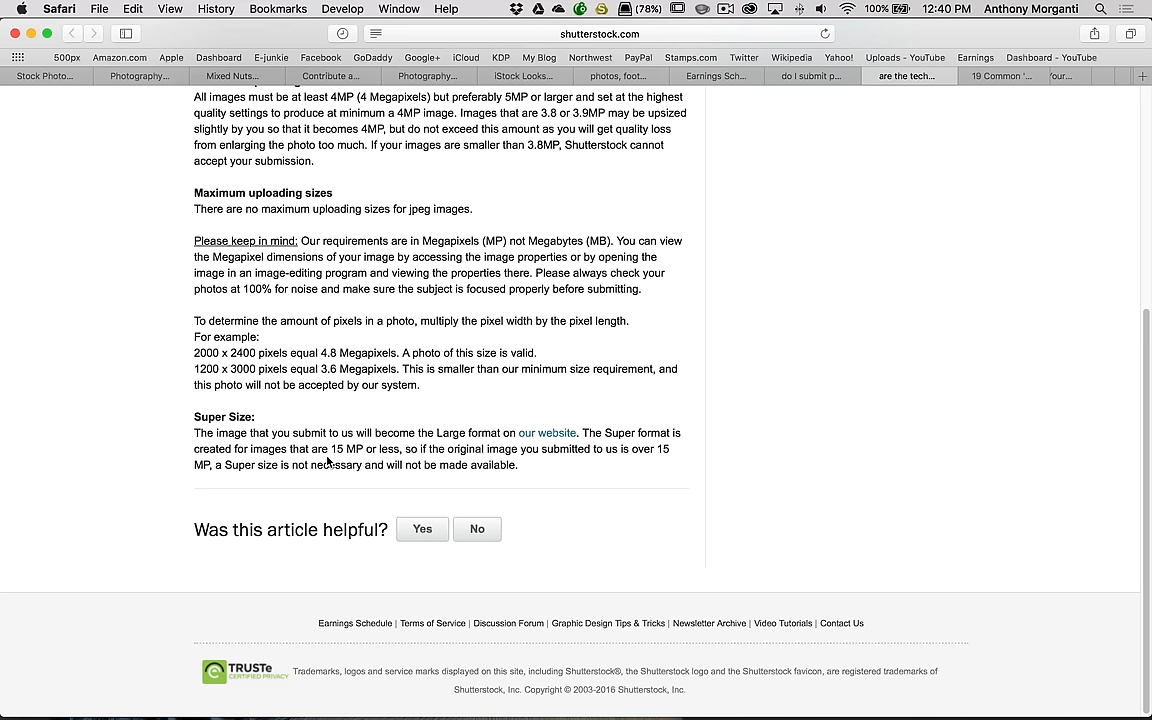 Safari File Edit View History Bookmarks Develop Window Help (78%) 100% 12:40 PM Anthony Morganti
shutterstock.com
500px Amazon.com Apple Dashboard E-junkie Facebook GoDaddy Google+ iCloud KDP My Blog Northwest PayPal Stamps.com Twitter Wikipedia Yahoo! Uploads - YouTube Earnings Dashboard - YouTube
Stock Photo... Photography... Mixed Nuts... Contribute a... Photography... iStock Looks... photos, foot... Earnings Sch... do I submit p... are the tech... 19 Common '... our...
All images must be at least 4MP (4 Megapixels) but preferably 5MP or larger and set at the highest
quality settings to produce at minimum a 4MP image. Images that are 3.8 or 3.9MP may be upsized
slightly by you so that it becomes 4MP, but do not exceed this amount as you will get quality loss
from enlarging the photo too much. If your images are smaller than 3.8MP, Shutterstock cannot
accept your submission.
Maximum uploading sizes
There are no maximum uploading sizes for jpeg images.
Please keep in mind: Our requirements are in Megapixels (MP) not Megabytes (MB). You can view
the Megapixel dimensions of your image by accessing the image properties or by opening the
image in an image-editing program and viewing the properties there. Please always check your
photos at 100% for noise and make sure the subject is focused properly before submitting.
To determine the amount of pixels in a photo, multiply the pixel width by the pixel length.
For example:
2000 x 2400 pixels equal 4.8 Megapixels. A photo of this size is valid.
1200 x 3000 pixels equal 3.6 Megapixels. This is smaller than our minimum size requirement, and
this photo will not be accepted by our system.
Super Size:
The image that you submit to us will become the Large format on our website. The Super format is
created for images that are 15 MP or less, so if the original image you submitted to us is over 15
MP, a Super size is not necessary and will not be made available.
Was this article helpful? Yes No
Earnings Schedule | Terms of Service | Discussion Forum | Graphic Design Tips & Tricks | Newsletter Archive | Video Tutorials | Contact Us
TRUSTe
CERTIFIED PRIVACY
Trademarks, logos and service marks displayed on this site, including Shutterstock®, the Shutterstock logo and the Shutterstock favicon, are registered trademarks of
Shutterstock, Inc. Copyright © 2003-2016 Shutterstock, Inc.